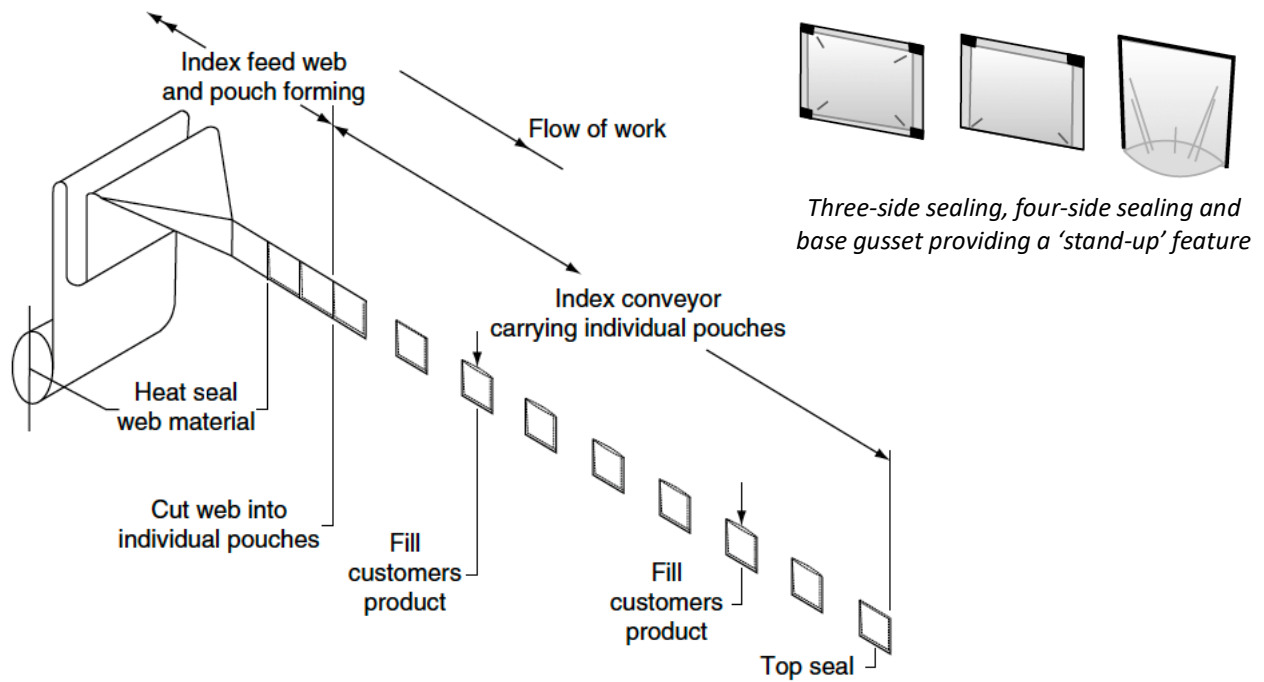 Index feed web
and pouch forming
Flow of work
Three-side sealing, four-side sealing and
base gusset providing a ‘stand-up’ feature
Index conveyor
carrying individual pouches
Heat seal
web material
Cut web into
individual pouches
Fill
customers
product
Fill
customers
product
Top seal